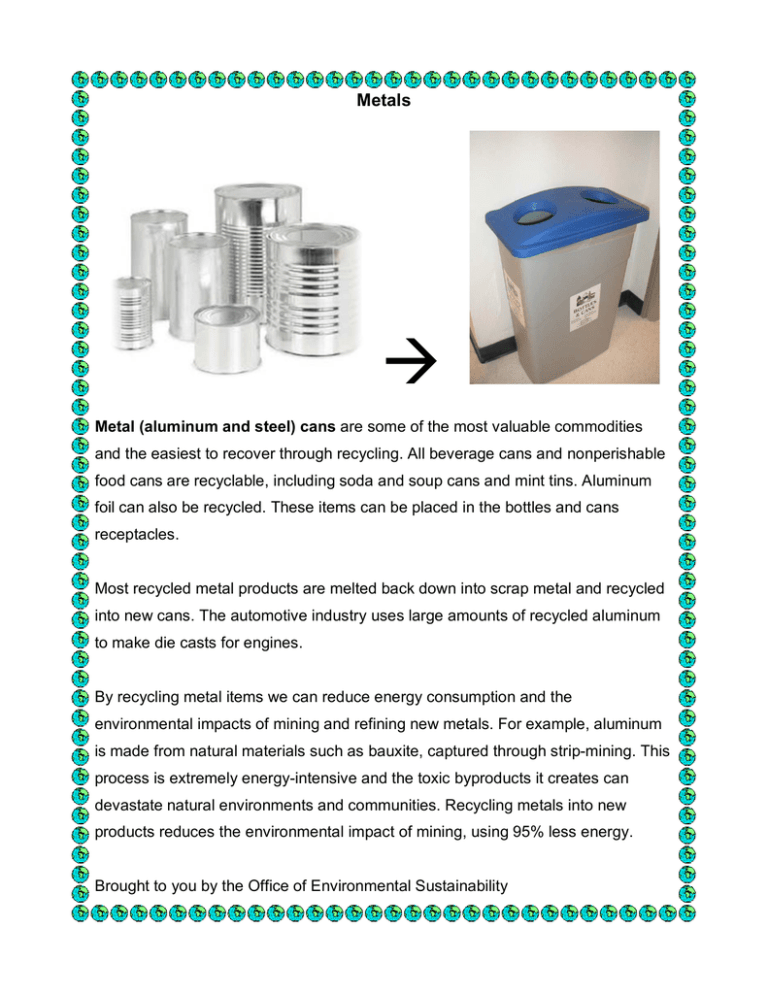 Metals
BOTTLES
& CANS
→
Metal (aluminum and steel) cans are some of the most valuable commodities
and the easiest to recover through recycling. All beverage cans and nonperishable
food cans are recyclable, including soda and soup cans and mint tins. Aluminum
foil can also be recycled. These items can be placed in the bottles and cans
receptacles.
Most recycled metal products are melted back down into scrap metal and recycled
into new cans. The automotive industry uses large amounts of recycled aluminum
to make die casts for engines.
By recycling metal items we can reduce energy consumption and the
environmental impacts of mining and refining new metals. For example, aluminum
is made from natural materials such as bauxite, captured through strip-mining. This
process is extremely energy-intensive and the toxic byproducts it creates can
devastate natural environments and communities. Recycling metals into new
products reduces the environmental impact of mining, using 95% less energy.
Brought to you by the Office of Environmental Sustainability